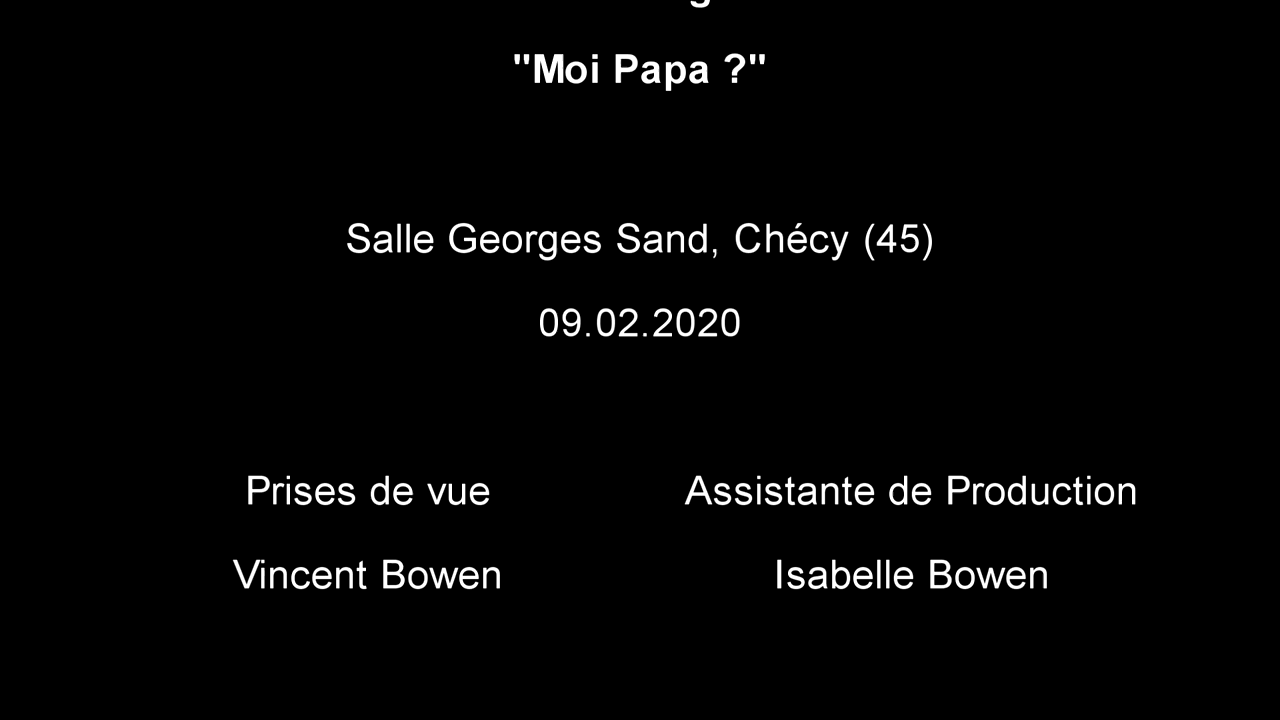 "Moi Papa ?"
Salle Georges Sand, Chécy (45)
09.02.2020
Prises de vue
Assistante de Production
Vincent Bowen
Isabelle Bowen